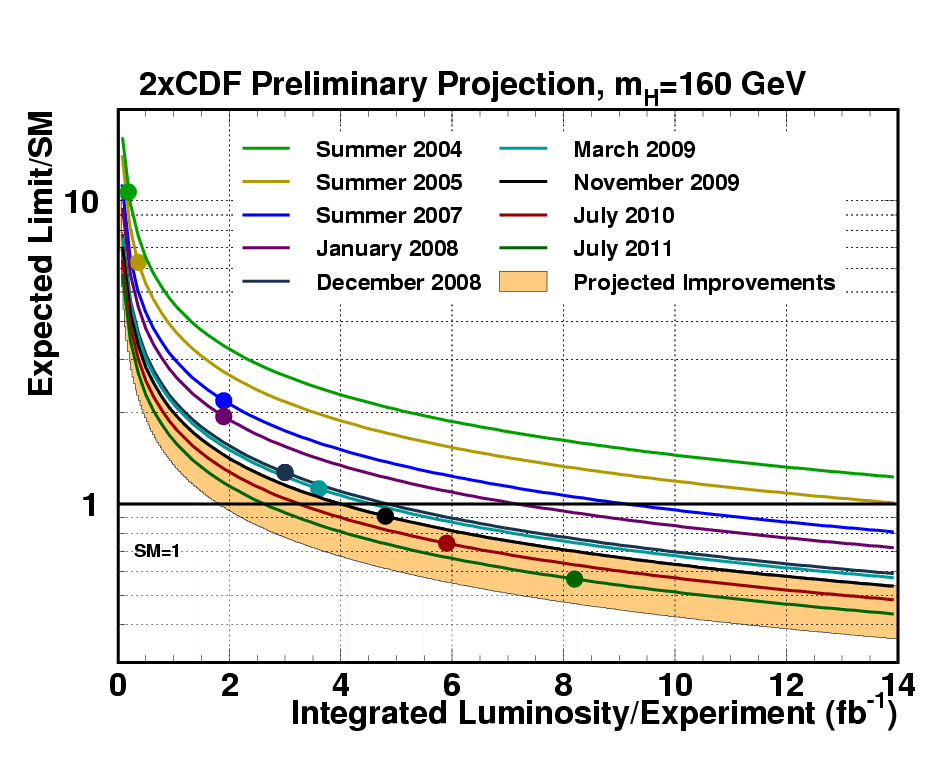 2xCDF Preliminary Projection, mH=160 GeV
Expected Limit/SM
10
1
Summer 2004
Summer 2005
Summer 2007
January 2008
December 2008
March 2009
November 2009
July 2010
July 2011
Projected Improvements
SM=1
0 2 4 6 8 10 12 14
Integrated Luminosity/Experiment (fb-1)